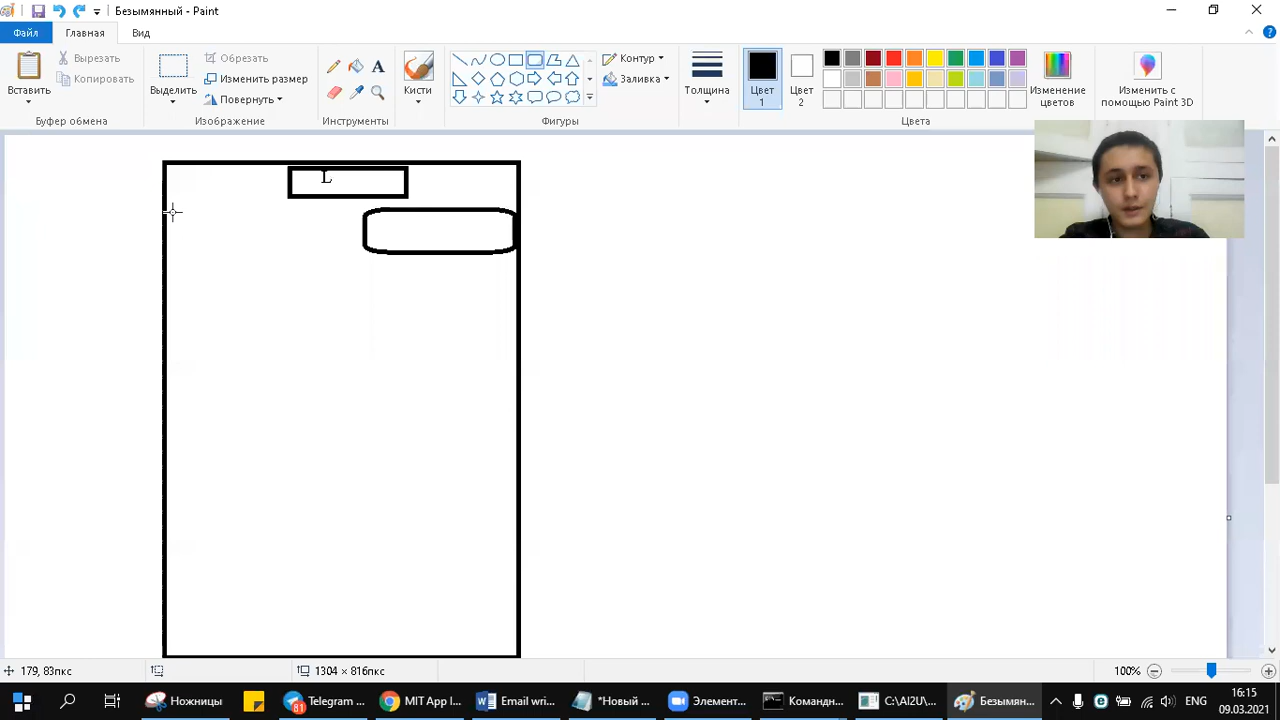 Безымянный - Paint
Файл
Главная
Вид
Вставить
Вырезать
Копировать
Буфер обмена
Выделить
Обрезать
Изменить размер
Повернуть
Изображение
A
Инструменты
Кисти
Контур
Заливка
Фигуры
Толщина
Цвет
1
Цвет
2
Изменение
цветов
Цвета
Изменить с
помощью Paint 3D
L
179, 83пкс
1304 × 816пкс
100%
Ножницы
81
Telegram ...
MIT App I...
Email wri...
*Новый ...
Элемент...
Командн...
C:\AI2U\...
Безымян...
ENG
16:15
09.03.2021